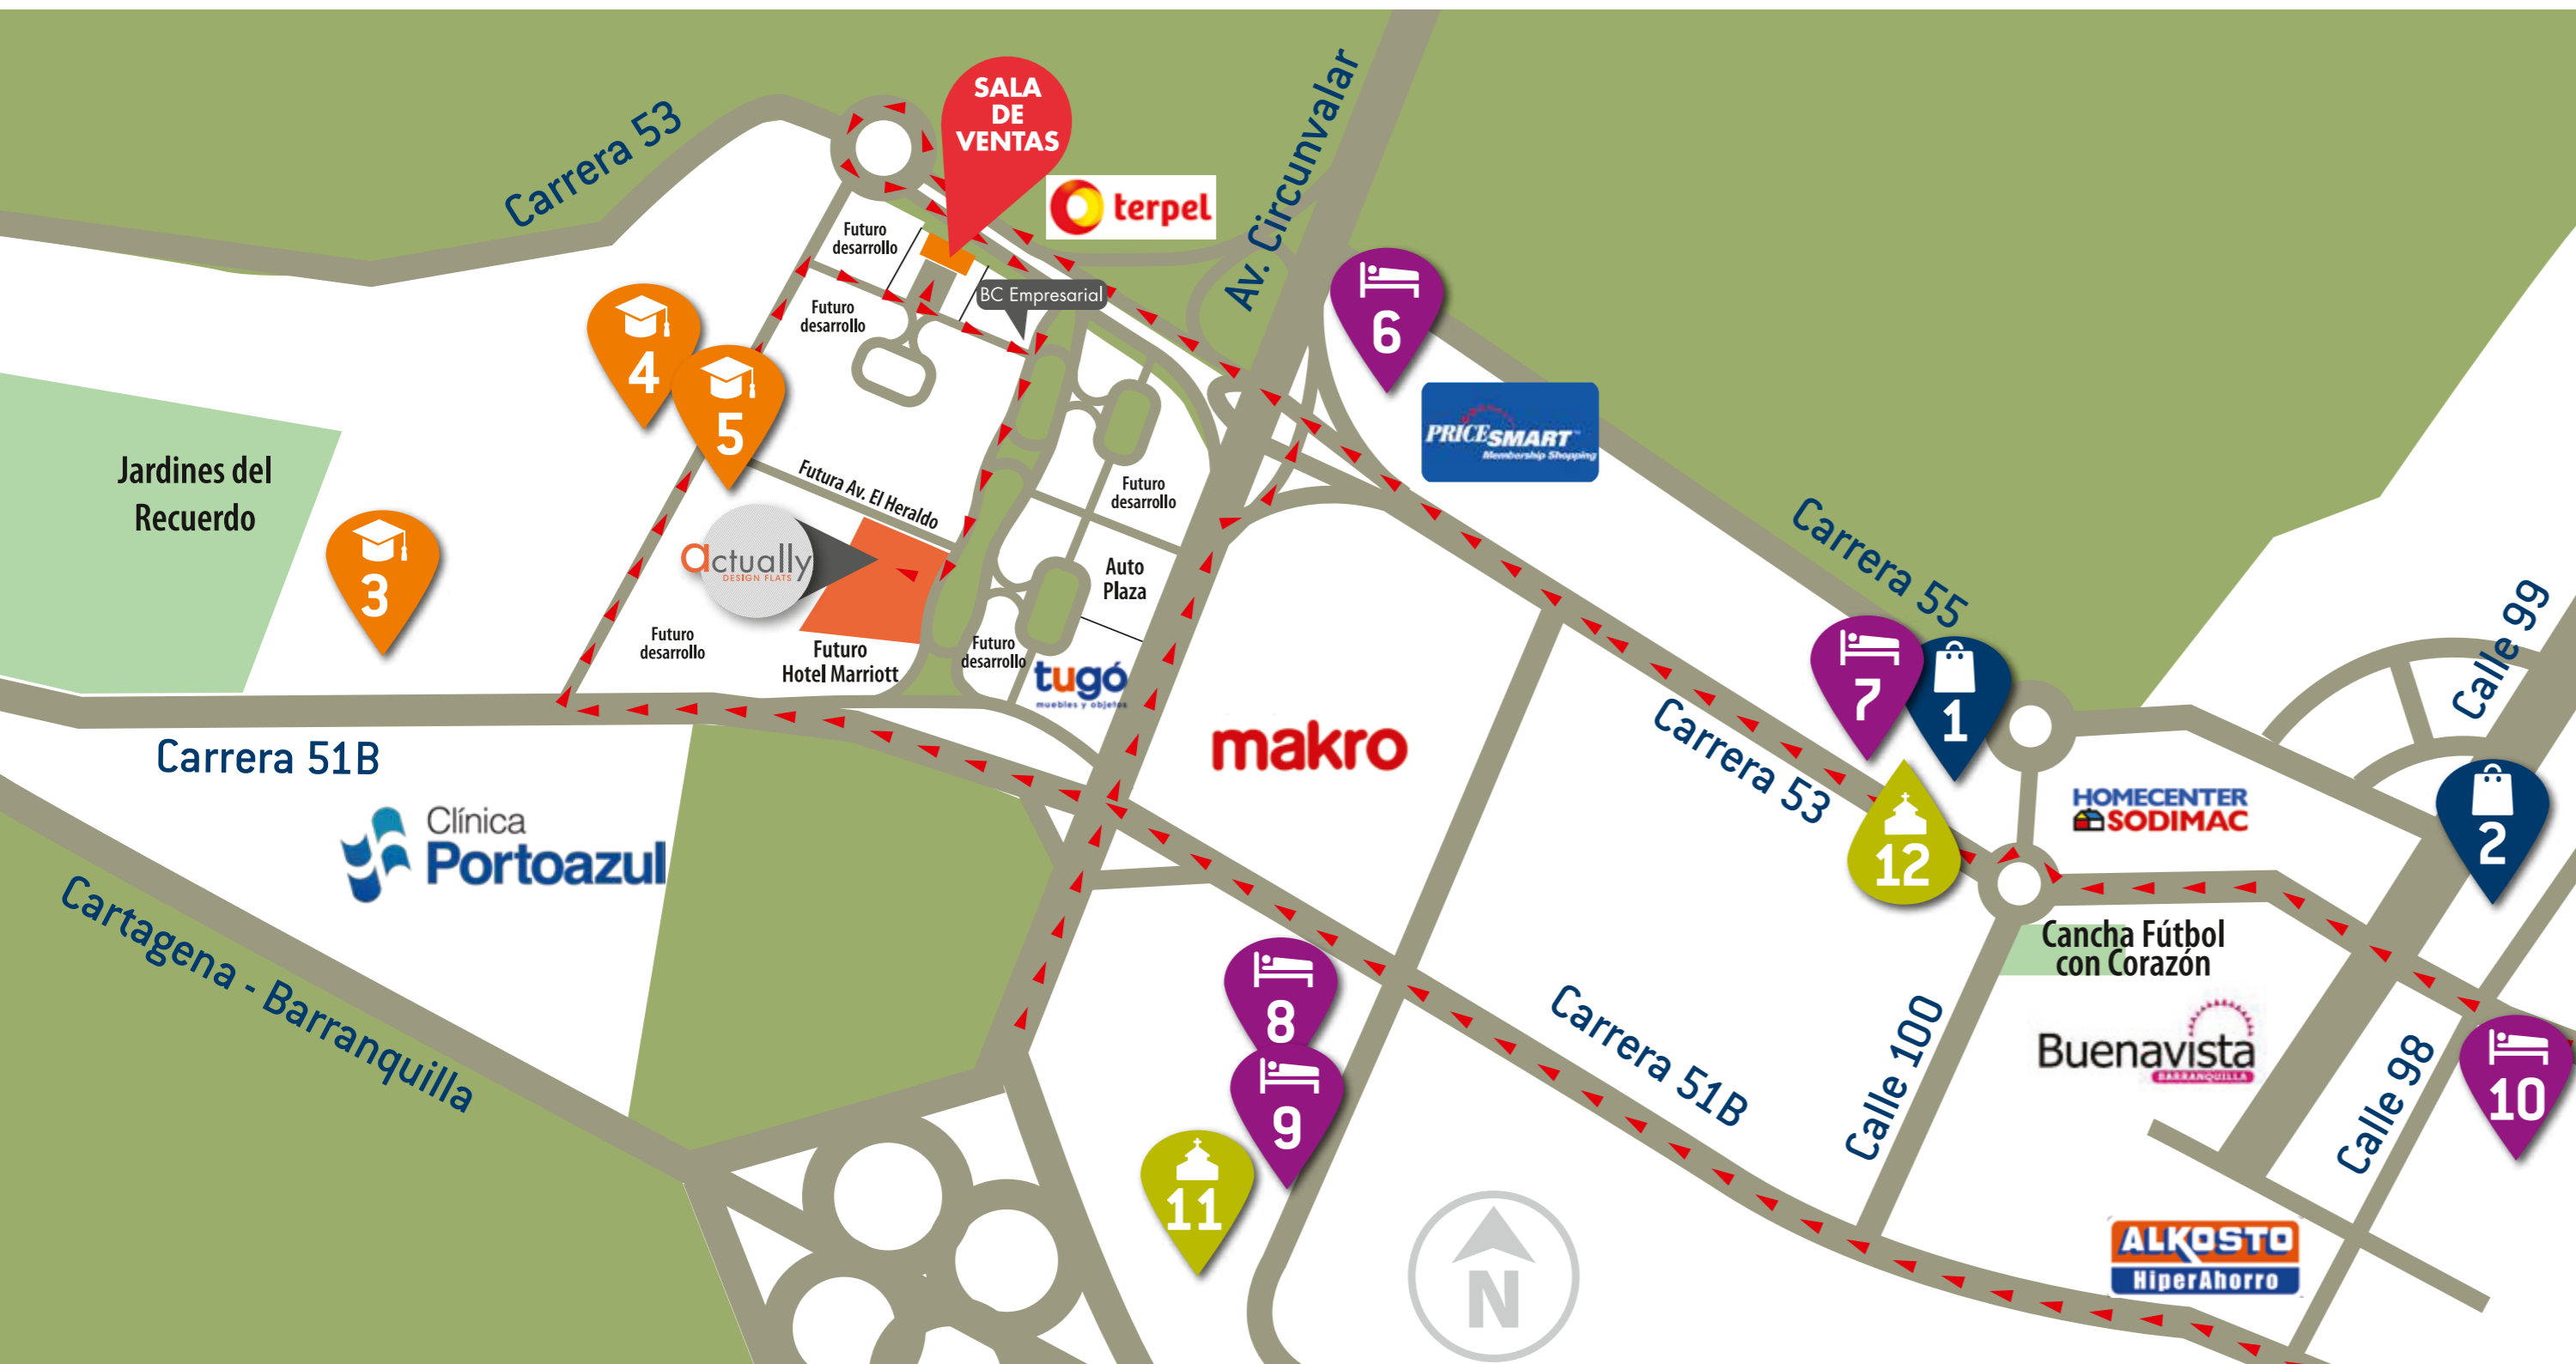 Carrera 53
SALA
DE
VENTAS
terpel
Av. Circunvalar
Futuro
desarrollo
BC Empresarial
Futuro
desarrollo
6
4
5
PRICESMART
Membership Shopping
Jardines del
Recuerdo
3
Futura Av. El Heraldo
Futuro
desarrollo
actually
DESIGN FLATS
Auto
Plaza
Carrera 55
Calle 99
Futuro
desarrollo
Futuro
Hotel Marriott
Futuro
desarrollo
tugó
muebles y objetos
7
1
Carrera 51B
makro
Carrera 53
HOMECENTER
SODIMAC
2
Clínica
Portoazul
12
Cartagena - Barranquilla
Cancha Fútbol
con Corazón
8
Carrera 51B
Calle 100
Buenavista
BARRANQUILLA
Calle 98
10
9
11
N
ALKOSTO
HiperAhorro